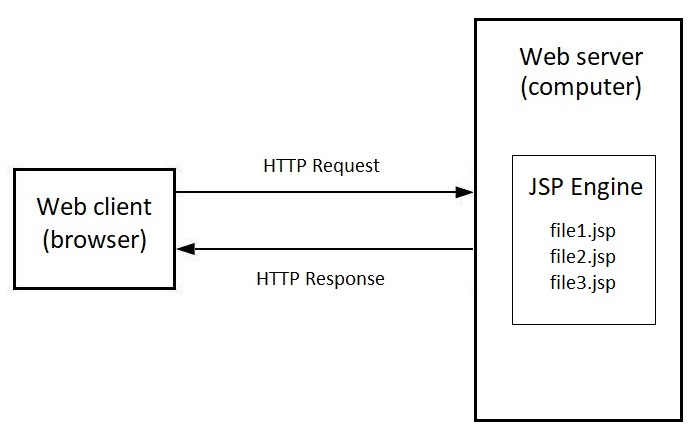 Web server
(computer)
HTTP Request
JSP Engine
Web client
(browser)
file1.jsp
file2.jsp
file3.jsp
HTTP Response